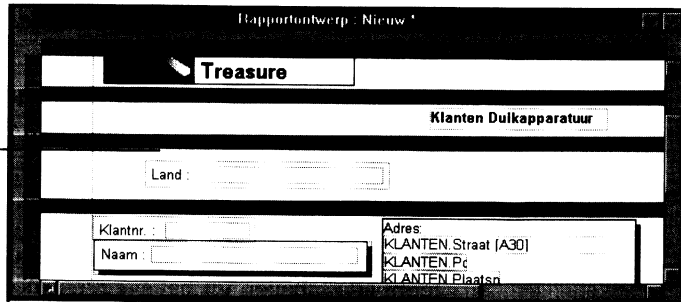 Rapportontwerp : Nieuw *
Treasure
Klanten Duikapparatuur
Land :
Klantnr. :
Naam :
Adres:
KLANTEN.Straat [A30]
KLANTEN.Pc
KLANTEN.Plaatsn